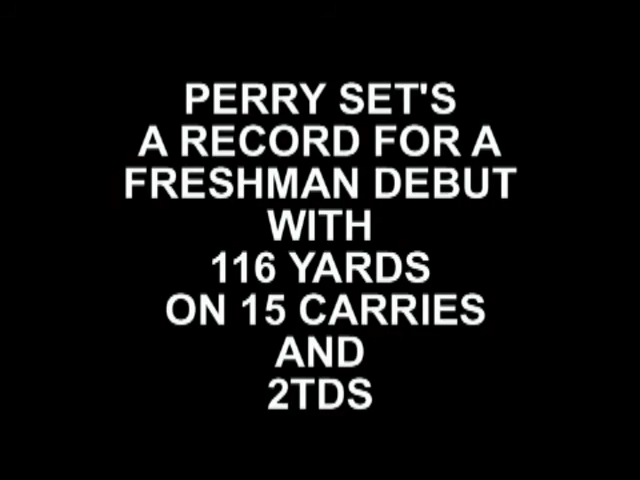 PERRY SET'S
A RECORD FOR A
FRESHMAN DEBUT
WITH
116 YARDS
ON 15 CARRIES
AND
2TDS